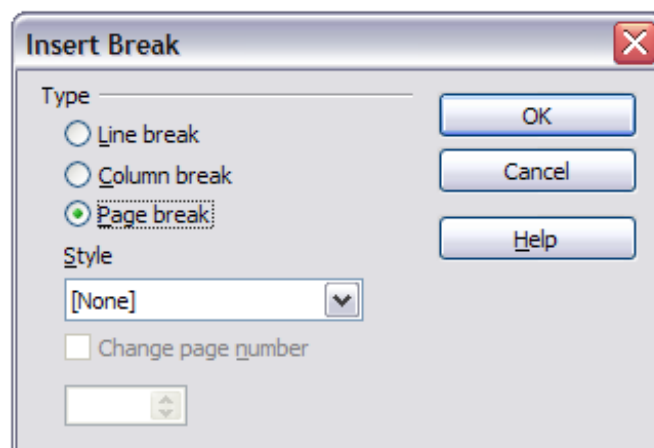 Insert Break
Type
Line break
Column break
Page break
Style
[None]
Change page number
OK
Cancel
Help